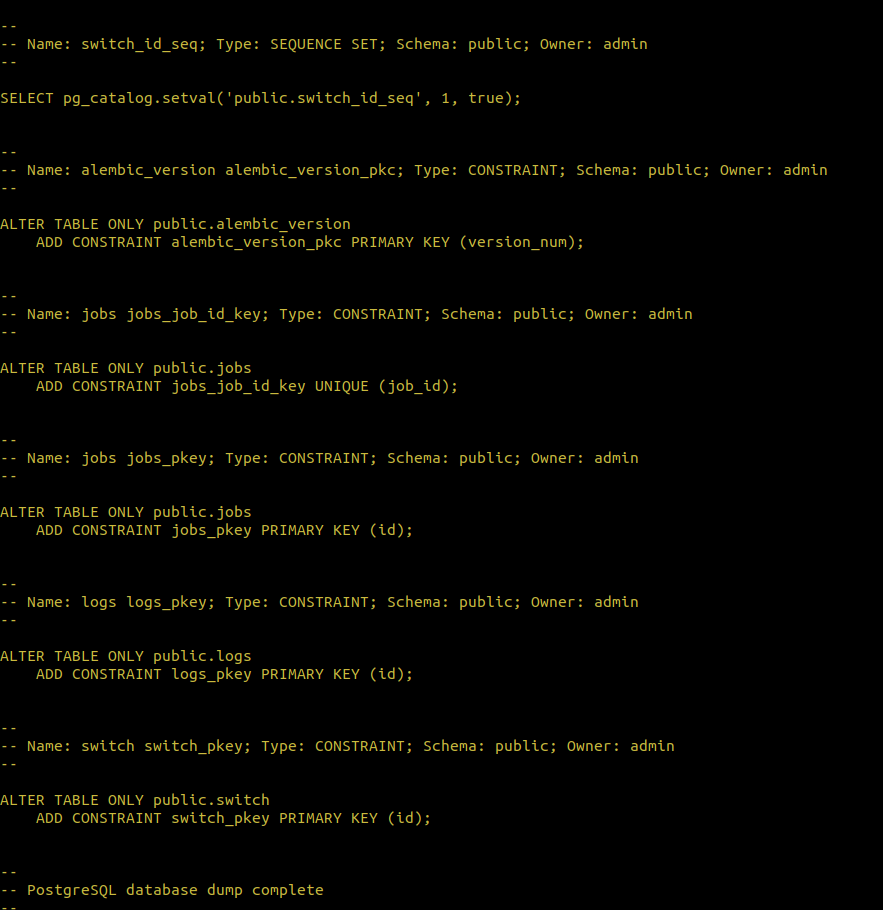 --
-- Name: switch_id_seq; Type: SEQUENCE SET; Schema: public; Owner: admin
--
SELECT pg_catalog.setval('public.switch_id_seq', 1, true);
--
-- Name: alembic_version alembic_version_pkc; Type: CONSTRAINT; Schema: public; Owner: admin
--
ALTER TABLE ONLY public.alembic_version
    ADD CONSTRAINT alembic_version_pkc PRIMARY KEY (version_num);
--
-- Name: jobs jobs_job_id_key; Type: CONSTRAINT; Schema: public; Owner: admin
--
ALTER TABLE ONLY public.jobs
    ADD CONSTRAINT jobs_job_id_key UNIQUE (job_id);
--
-- Name: jobs jobs_pkey; Type: CONSTRAINT; Schema: public; Owner: admin
--
ALTER TABLE ONLY public.jobs
    ADD CONSTRAINT jobs_pkey PRIMARY KEY (id);
--
-- Name: logs logs_pkey; Type: CONSTRAINT; Schema: public; Owner: admin
--
ALTER TABLE ONLY public.logs
    ADD CONSTRAINT logs_pkey PRIMARY KEY (id);
--
-- Name: switch switch_pkey; Type: CONSTRAINT; Schema: public; Owner: admin
--
ALTER TABLE ONLY public.switch
    ADD CONSTRAINT switch_pkey PRIMARY KEY (id);
--
-- PostgreSQL database dump complete
--